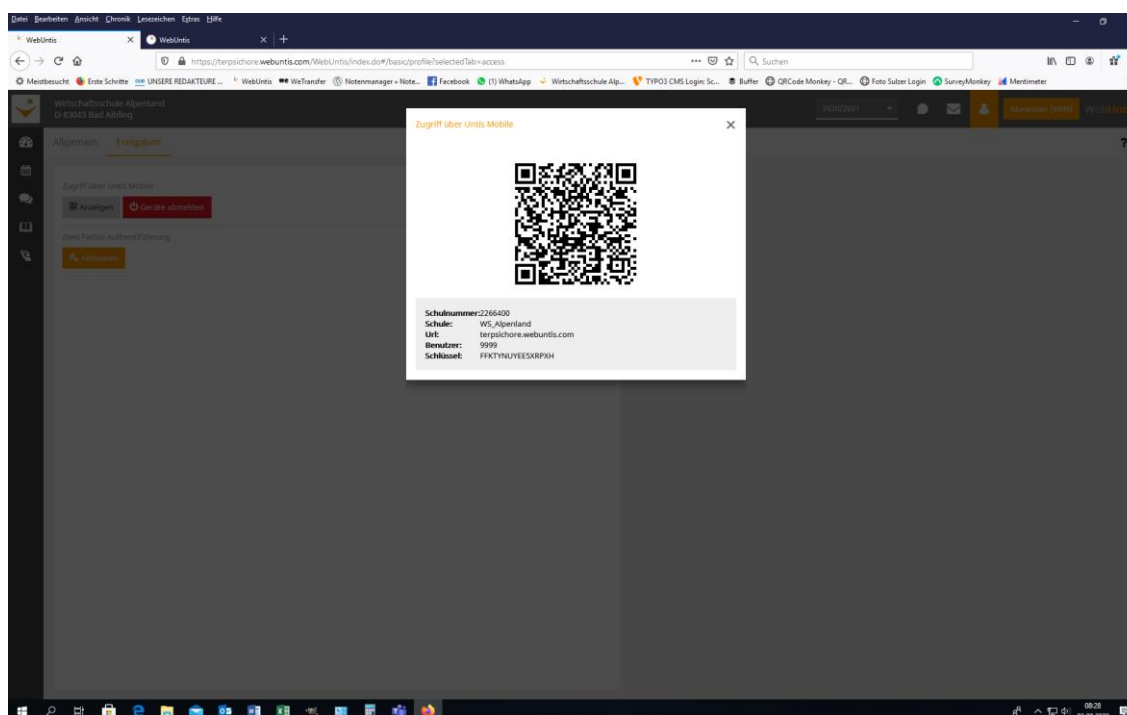 Datei Bearbeiten Ansicht Chronik Lesezeichen Extras Hilfe
WebUntis WebUntis
https://terpsichore.webuntis.com/WebUntis/index.do#/basic/profile?selectedTab=access Suchen
Meistbesucht Erste Schritte UNSERE REDAKTEURE ... WebUntis WeTransfer Notenmanager « Note... Facebook (1) WhatsApp Wirtschaftsschule Alp... TYPO3 CMS Login: Sc... Buffer QRCode Monkey - QR... Foto Sutzer Login SurveyMonkey Mentimeter
Wirtschaftsschule Alpenland
D-83043 Bad Aibling
2020/2021 Abmelden (9999) WebUnt
Allgemein Freigaben
?
Zugriff über Untis Mobile
Anzeigen Geräte abmelden
Zwei Faktor Authentifizierung
Aktivieren
Zugriff über Untis Mobile
Schulnummer:2266400
Schule: WS_Alpenland
Url: terpsichore.webuntis.com
Benutzer: 9999
Schlüssel: FFKTYNUYEESXRPXH
08:28